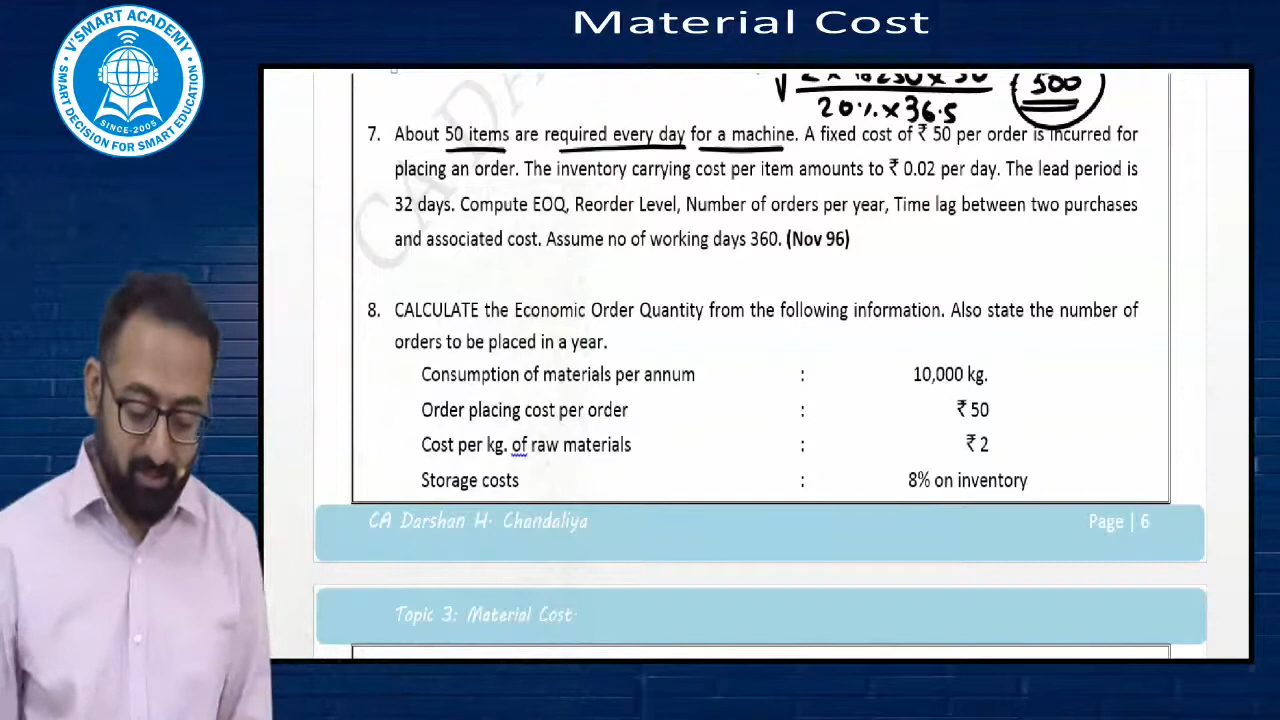 Material Cost
V'SMART ACADEMY
SMART DECISION FOR SMART EDUCATION
SINCE-2005
20% × 36.5
500
7. About 50 items are required every day for a machine. A fixed cost of ₹ 50 per order is incurred for
placing an order. The inventory carrying cost per item amounts to ₹ 0.02 per day. The lead period is
32 days. Compute EOQ, Reorder Level, Number of orders per year, Time lag between two purchases
and associated cost. Assume no of working days 360. (Nov 96)
8. CALCULATE the Economic Order Quantity from the following information. Also state the number of
orders to be placed in a year.
Consumption of materials per annum : 10,000 kg.
Order placing cost per order : ₹ 50
Cost per kg. of raw materials : ₹ 2
Storage costs : 8% on inventory
CA Darshan H. Chandaliya Page | 6
Topic 3: Material Cost.